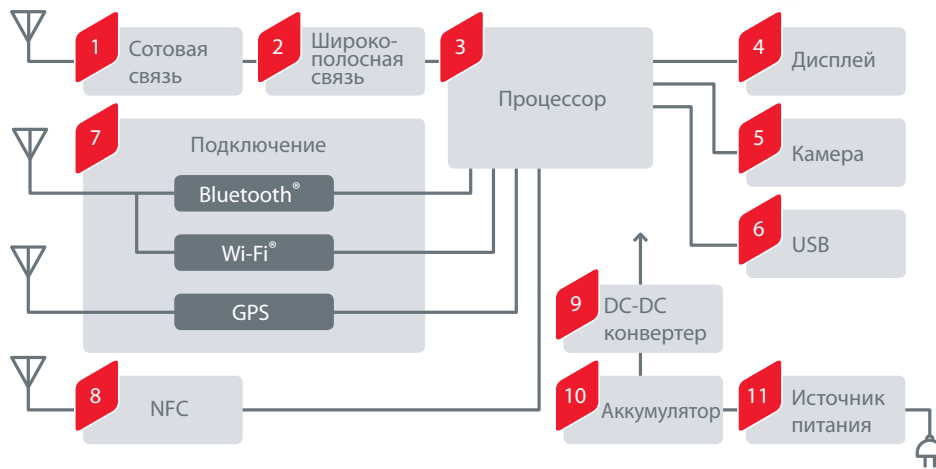 1
Сотовая
связь
2
Широко-
полосная
связь
3
Процессор
4
Дисплей
5
Камера
6
USB
7
Подключение
Bluetooth®
Wi-Fi®
GPS
8
NFC
9
DC-DC
конвертер
10
Аккумулятор
11
Источник
питания